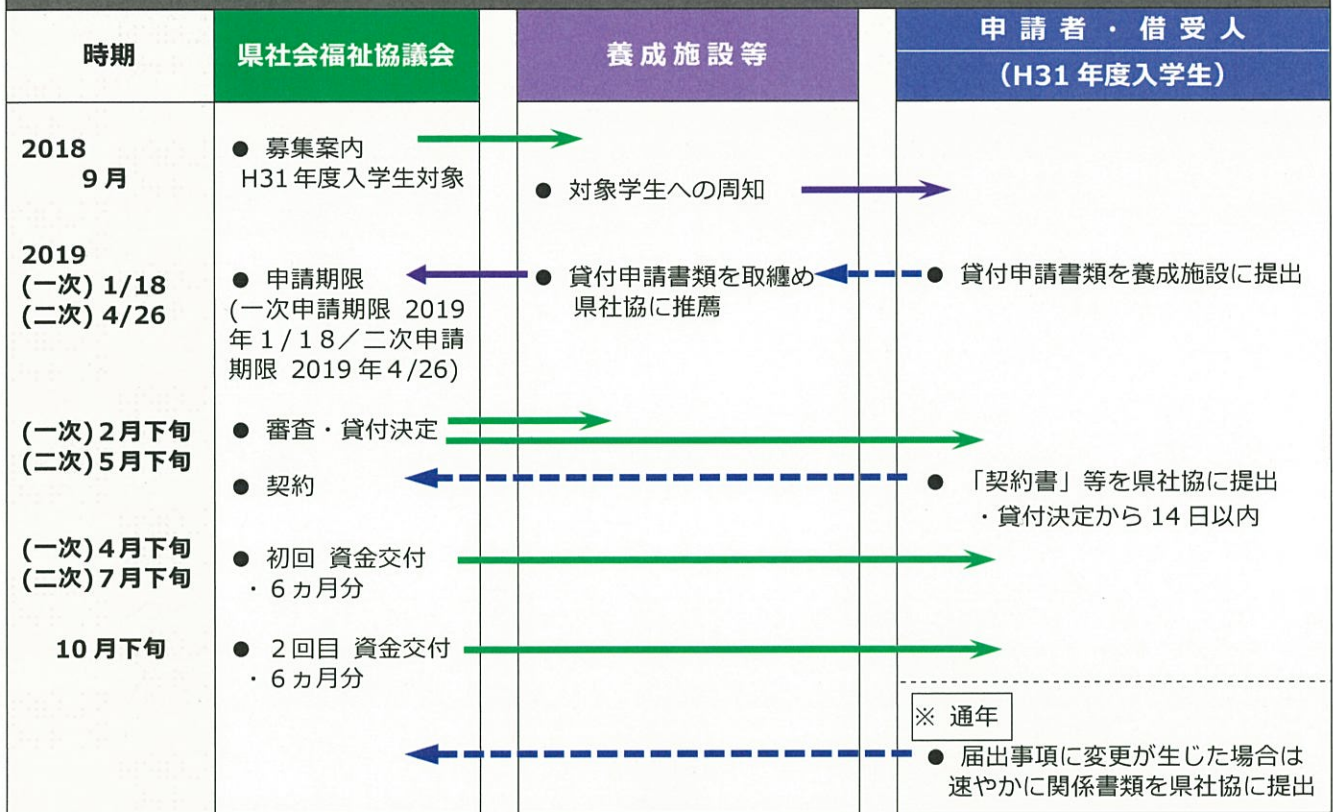 時期
県社会福祉協議会
養成施設等
申請者・借受人
(H31年度入学生)
2018
9月
● 募集案内
H31年度入学生対象
● 対象学生への周知
2019
(一次) 1/18
(二次) 4/26
● 申請期限
(一次申請期限 2019
年1/18／二次申請
期限 2019年4/26)
● 貸付申請書類を取纏め
県社協に推薦
● 貸付申請書類を養成施設に提出
(一次)2月下旬
(二次)5月下旬
● 審査・貸付決定
● 契約
● 「契約書」等を県社協に提出
・貸付決定から14日以内
(一次)4月下旬
(二次)7月下旬
● 初回 資金交付
・6ヵ月分
10月下旬
● 2回目 資金交付
・6ヵ月分
※ 通年
● 届出事項に変更が生じた場合は
速やかに関係書類を県社協に提出